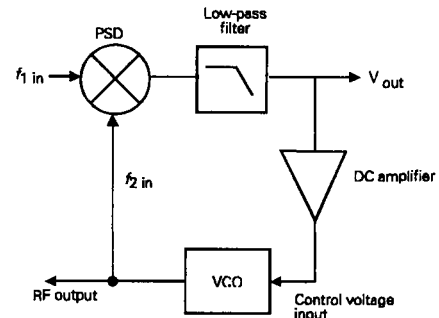 Low-pass
filter
PSD
f1 in
V out
DC amplifier
f2 in
VCO
RF output
Control voltage
input